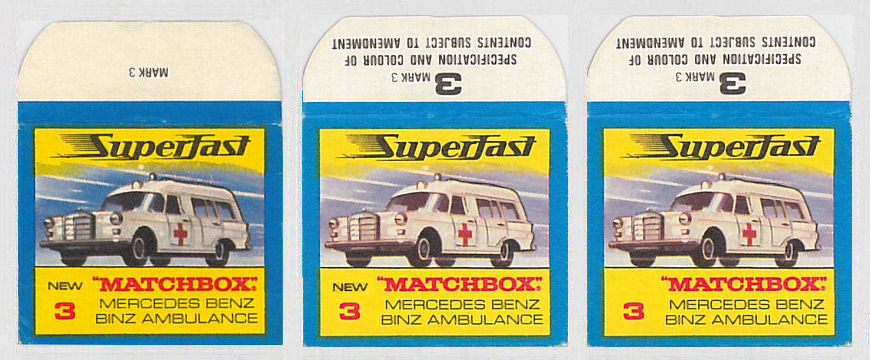 MARK 3
Superfast
NEW "MATCHBOX"®
3 MERCEDES BENZ
BINZ AMBULANCE
3
MARK 3
SPECIFICATION AND COLOUR OF
CONTENTS SUBJECT TO AMENDMENT
Superfast
NEW "MATCHBOX"®
3 MERCEDES BENZ
BINZ AMBULANCE
3
MARK 3
SPECIFICATION AND COLOUR OF
CONTENTS SUBJECT TO AMENDMENT
Superfast
"MATCHBOX"®
3 MERCEDES BENZ
BINZ AMBULANCE